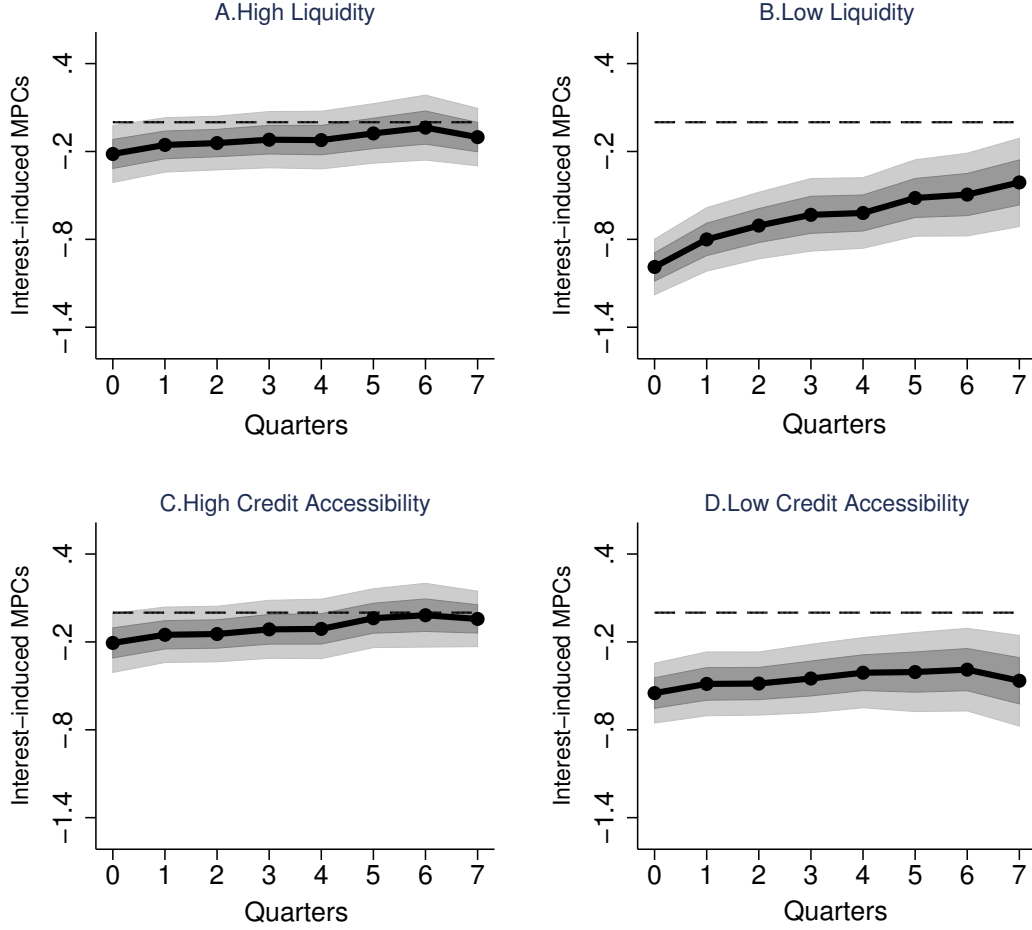 A.High Liquidity
Interest−induced MPCs
.4
−.2
−.8
−1.4
0 1 2 3 4 5 6 7
Quarters
B.Low Liquidity
Interest−induced MPCs
.4
−.2
−.8
−1.4
0 1 2 3 4 5 6 7
Quarters
C.High Credit Accessibility
Interest−induced MPCs
.4
−.2
−.8
−1.4
0 1 2 3 4 5 6 7
Quarters
D.Low Credit Accessibility
Interest−induced MPCs
.4
−.2
−.8
−1.4
0 1 2 3 4 5 6 7
Quarters